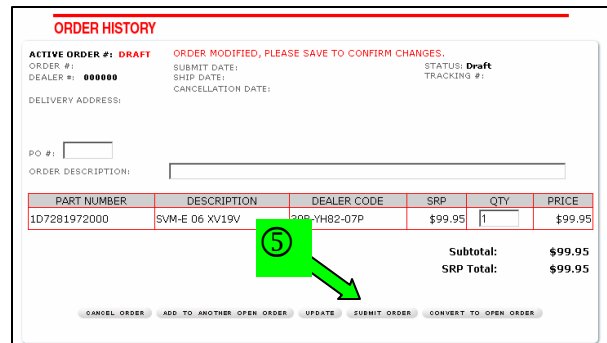 ORDER HISTORY
ACTIVE ORDER #: DRAFT ORDER MODIFIED, PLEASE SAVE TO CONFIRM CHANGES.
ORDER #: SUBMIT DATE: STATUS: Draft
DEALER #: 000000 SHIP DATE: TRACKING #:
CANCELLATION DATE:
DELIVERY ADDRESS:
PO #:
ORDER DESCRIPTION:
PART NUMBER DESCRIPTION DEALER CODE SRP QTY PRICE
1D7281972000 SVM-E 06 XV19V YH82-07P $99.95 1 $99.95
⑤
Subtotal: $99.95
SRP Total: $99.95
CANCEL ORDER ADD TO ANOTHER OPEN ORDER UPDATE SUBMIT ORDER CONVERT TO OPEN ORDER